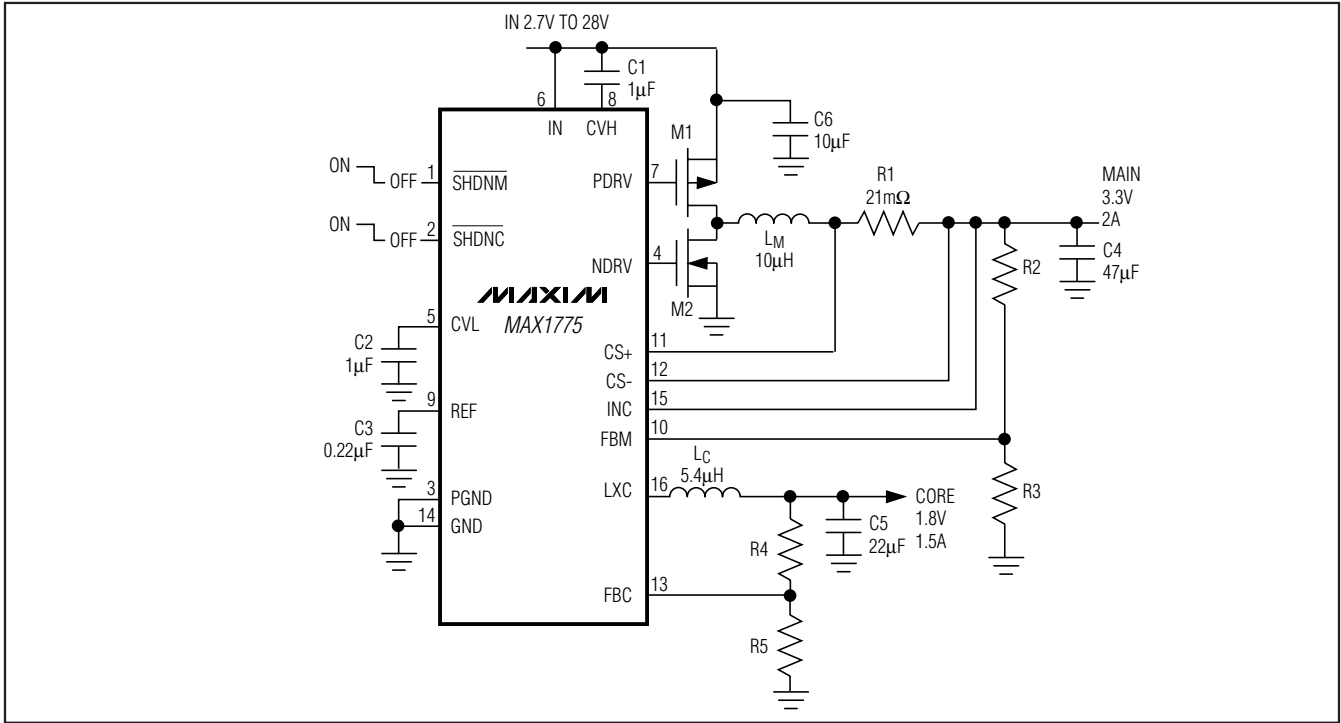 IN 2.7V TO 28V
C1
1µF
6
8
IN
CVH
C6
10µF
M1
ON
OFF
1
SHDNM
PDRV
7
R1
21mΩ
MAIN
3.3V
2A
ON
OFF
2
SHDNC
LM
10µH
C4
47µF
NDRV
4
R2
M2
MAXIM
MAX1775
5
CVL
C2
1µF
CS+
11
CS-
12
INC
15
FBM
10
9
REF
C3
0.22µF
LC
5.4µH
LXC
16
R3
3
PGND
14
GND
CORE
1.8V
1.5A
C5
22µF
R4
FBC
13
R5